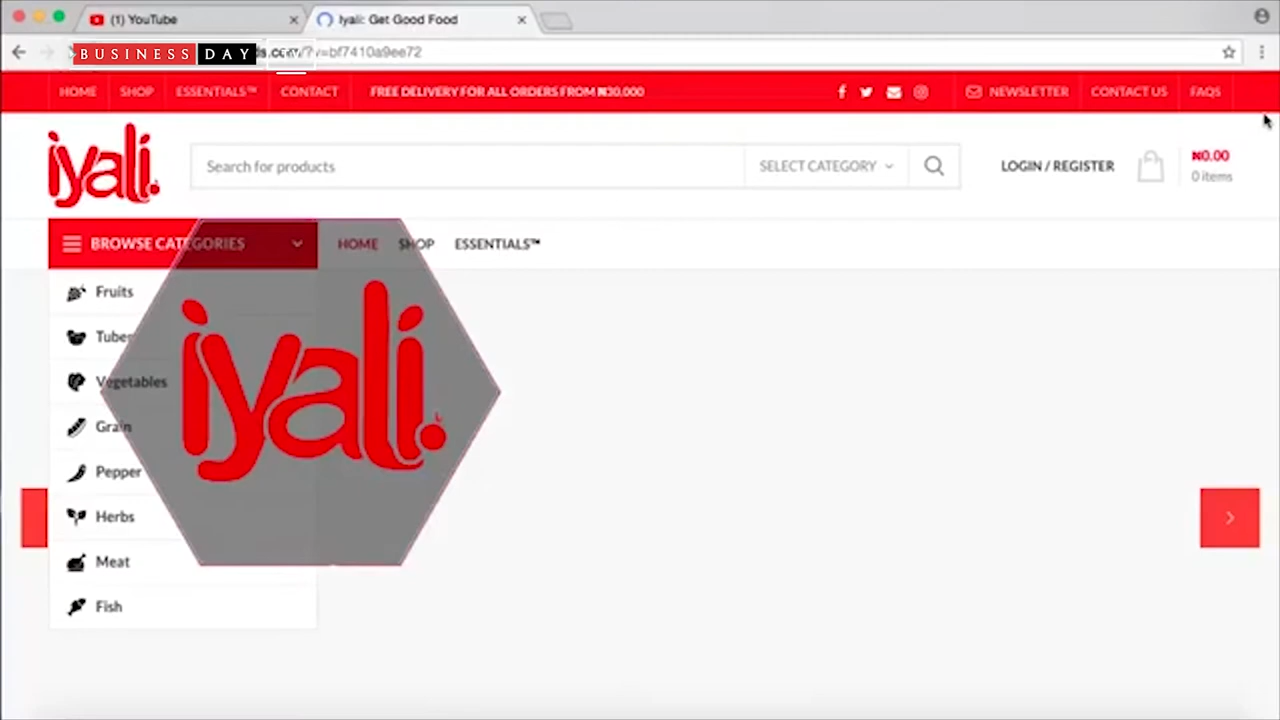 (1) YouTube
Iyali: Get Good Food
BUSINESS DAY
/?v=bf7410a9ee72
HOME SHOP ESSENTIALS™ CONTACT FREE DELIVERY FOR ALL ORDERS FROM ₦30,000 NEWSLETTER CONTACT US FAQS
iyali.
Search for products SELECT CATEGORY LOGIN / REGISTER
₦0.00
0 items
BROWSE CATEGORIES HOME SHOP ESSENTIALS™
Fruits
Tuber
Vegetables
Grain
Pepper
Herbs
Meat
Fish
iyali.